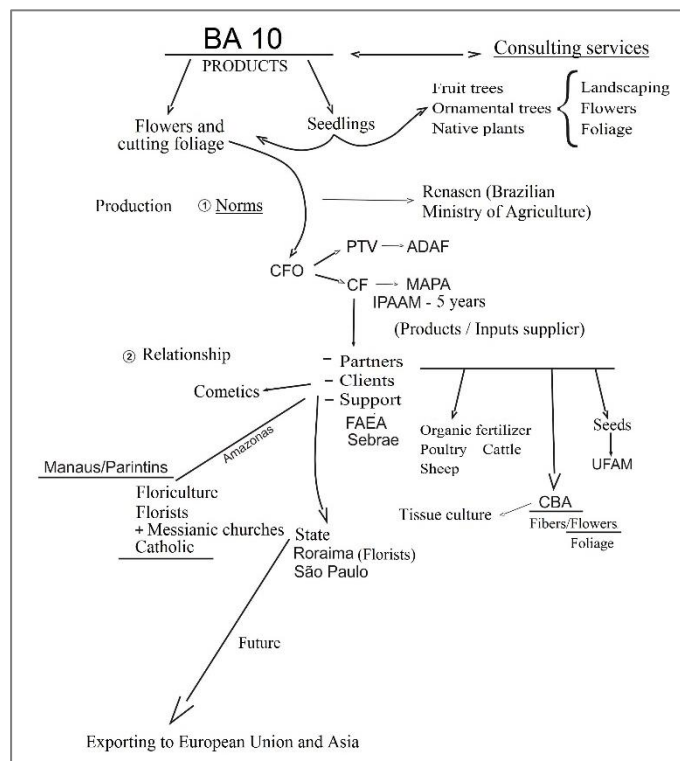 BA 10
PRODUCTS
Consulting services
Flowers and
cutting foliage
Seedlings
Fruit trees
Ornamental trees
Native plants
Landscaping
Flowers
Foliage
Production
① Norms
Renasen (Brazilian
Ministry of Agriculture)
CFO
PTV
ADAF
CF
MAPA
IPAAM - 5 years
(Products / Inputs supplier)
② Relationship
Cometics
– Partners
– Clients
– Support
FAEA
Sebrae
Organic fertilizer
Poultry Cattle
Sheep
Seeds
UFAM
CBA
Fibers/Flowers
Foliage
Tissue culture
Amazonas
Manaus/Parintins
Floriculture
Florists
+ Messianic churches
Catholic
State
Roraima (Florists)
São Paulo
Future
Exporting to European Union and Asia